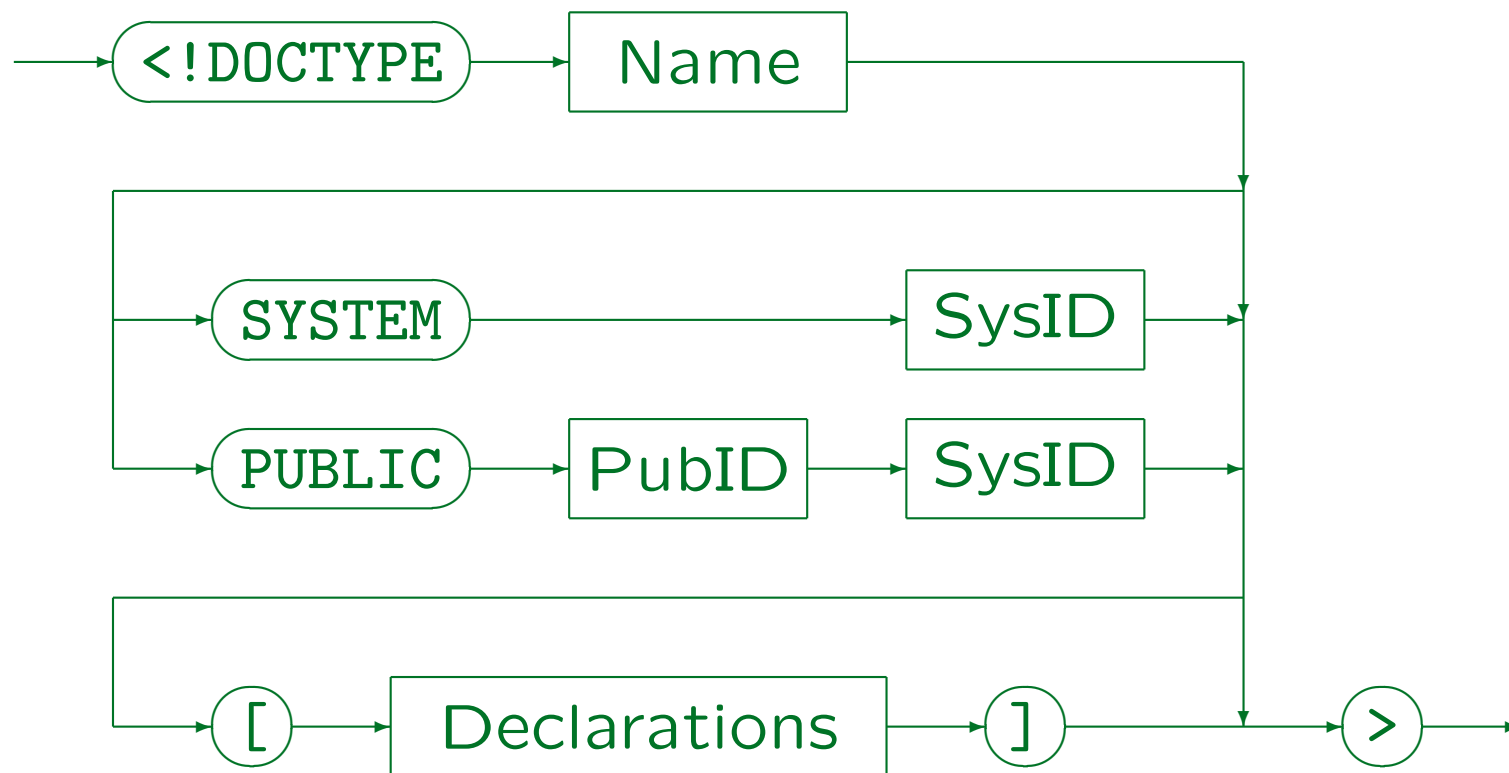 <!DOCTYPE Name
SYSTEM SysID
PUBLIC PubID SysID
[ Declarations ] >